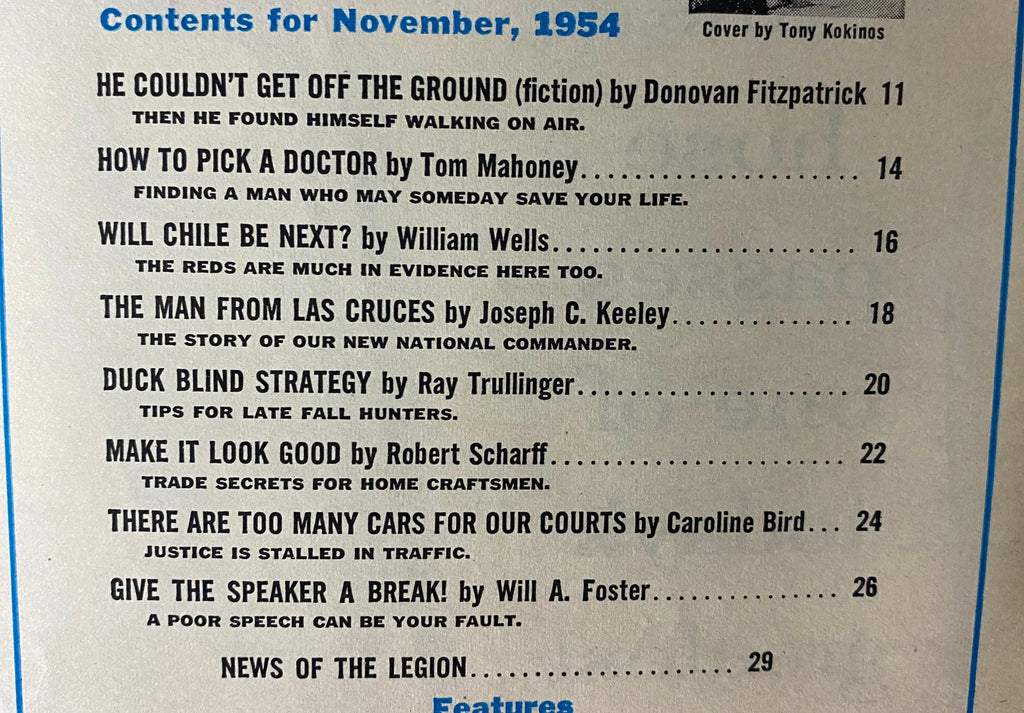 Contents for November, 1954
Cover by Tony Kokinos
HE COULDN'T GET OFF THE GROUND (fiction) by Donovan Fitzpatrick 11
THEN HE FOUND HIMSELF WALKING ON AIR.
HOW TO PICK A DOCTOR by Tom Mahoney..................... 14
FINDING A MAN WHO MAY SOMEDAY SAVE YOUR LIFE.
WILL CHILE BE NEXT? by William Wells....................... 16
THE REDS ARE MUCH IN EVIDENCE HERE TOO.
THE MAN FROM LAS CRUCES by Joseph C. Keeley.............. 18
THE STORY OF OUR NEW NATIONAL COMMANDER.
DUCK BLIND STRATEGY by Ray Trullinger..................... 20
TIPS FOR LATE FALL HUNTERS.
MAKE IT LOOK GOOD by Robert Scharff....................... 22
TRADE SECRETS FOR HOME CRAFTSMEN.
THERE ARE TOO MANY CARS FOR OUR COURTS by Caroline Bird... 24
JUSTICE IS STALLED IN TRAFFIC.
GIVE THE SPEAKER A BREAK! by Will A. Foster............... 26
A POOR SPEECH CAN BE YOUR FAULT.
NEWS OF THE LEGION..................... 29
Features